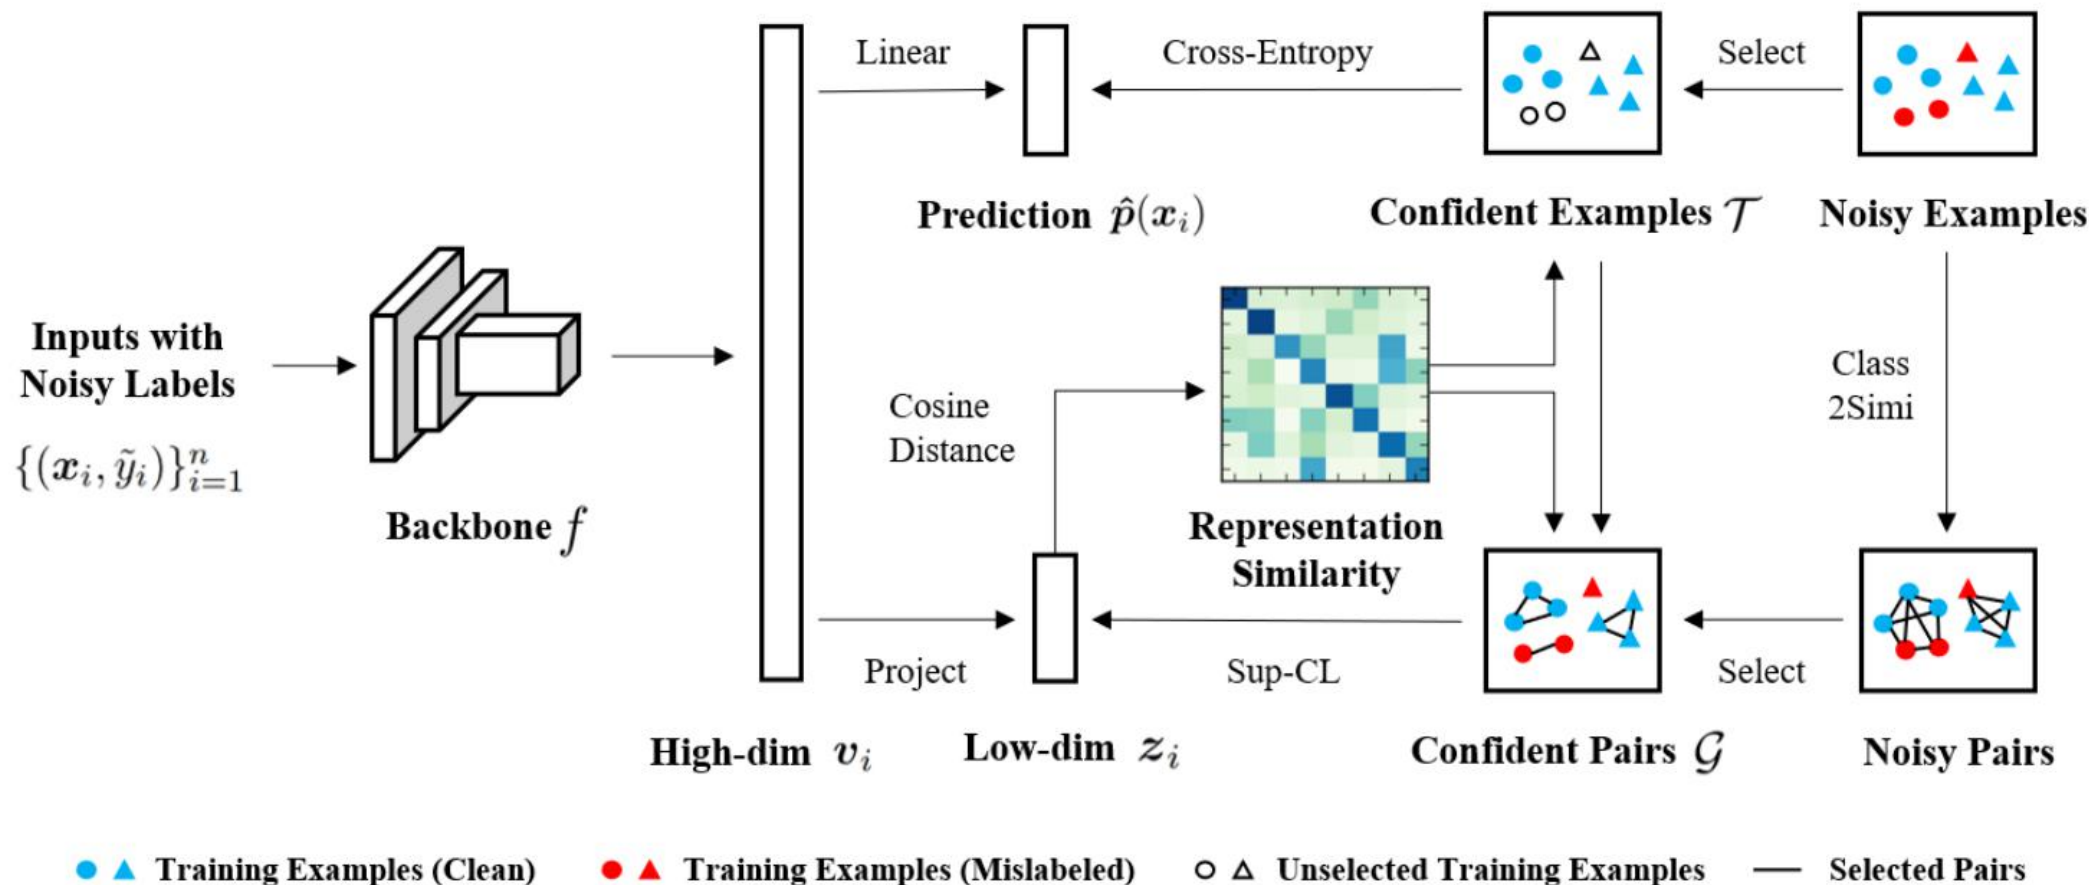 Linear
Cross-Entropy
Select
Prediction p̂(xᵢ)
Confident Examples 𝒯
Noisy Examples
Inputs with
Noisy Labels
{(xᵢ, ỹᵢ)}ⁿᵢ₌₁
Backbone f
Cosine
Distance
Representation
Similarity
Class
2Simi
Project
Sup-CL
Select
High-dim vᵢ
Low-dim zᵢ
Confident Pairs 𝒢
Noisy Pairs
Training Examples (Clean)
Training Examples (Mislabeled)
Unselected Training Examples
Selected Pairs